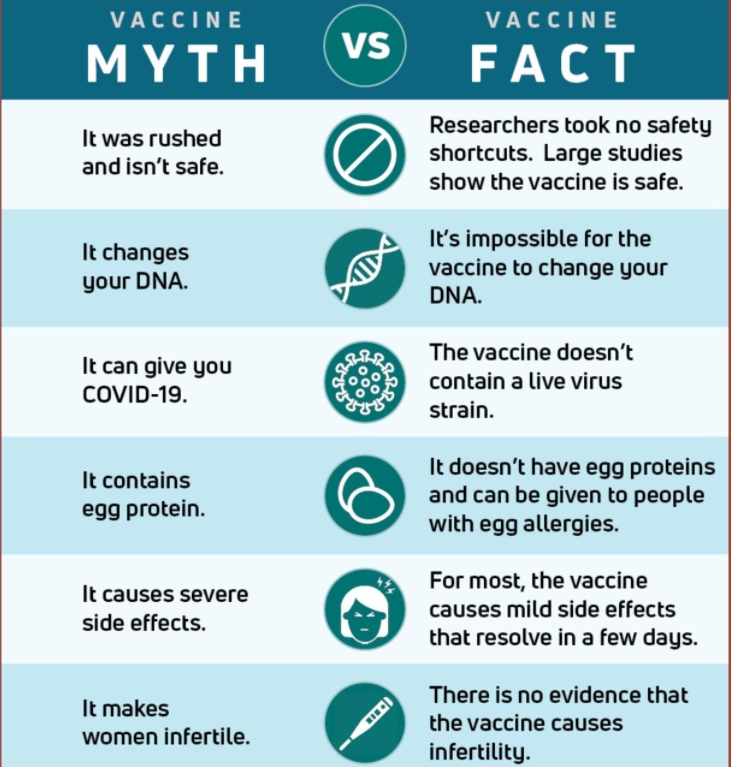 VACCINE
MYTH
VS
VACCINE
FACT
It was rushed
and isn't safe.
Researchers took no safety
shortcuts. Large studies
show the vaccine is safe.
It changes
your DNA.
It's impossible for the
vaccine to change your
DNA.
It can give you
COVID-19.
The vaccine doesn't
contain a live virus
strain.
It contains
egg protein.
It doesn't have egg proteins
and can be given to people
with egg allergies.
It causes severe
side effects.
For most, the vaccine
causes mild side effects
that resolve in a few days.
It makes
women infertile.
There is no evidence that
the vaccine causes
infertility.